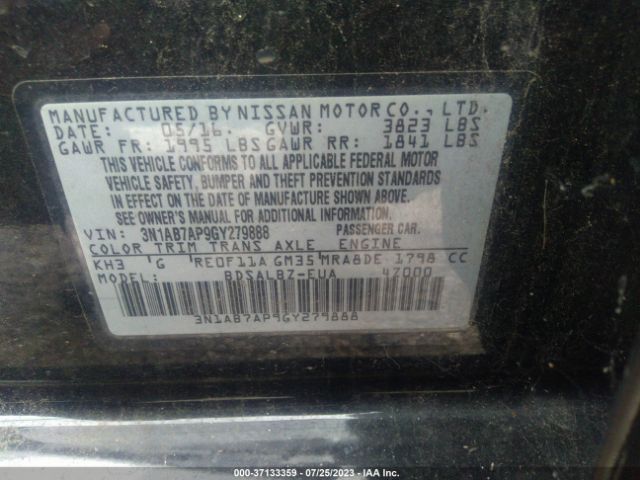 MANUFACTURED BY NISSAN MOTOR CO., LTD.
DATE: 05/16. GVWR: 3823 LBS
GAWR FR: 1995 LBS GAWR RR: 1841 LBS
THIS VEHICLE CONFORMS TO ALL APPLICABLE FEDERAL MOTOR
VEHICLE SAFETY, BUMPER AND THEFT PREVENTION STANDARDS
IN EFFECT ON THE DATE OF MANUFACTURE SHOWN ABOVE.
SEE OWNER'S MANUAL FOR ADDITIONAL INFORMATION.
VIN: 3N1AB7AP9GY279888 PASSENGER CAR.
COLOR TRIM TRANS AXLE ENGINE
KH3 'G 'RE0F11A GM35 MRA8DE 1798 CC
MODEL: BDSALBZ-EUA 4Z000
3N1AB7AP9GY279888
000-37133359 - 07/25/2023 - IAA Inc.